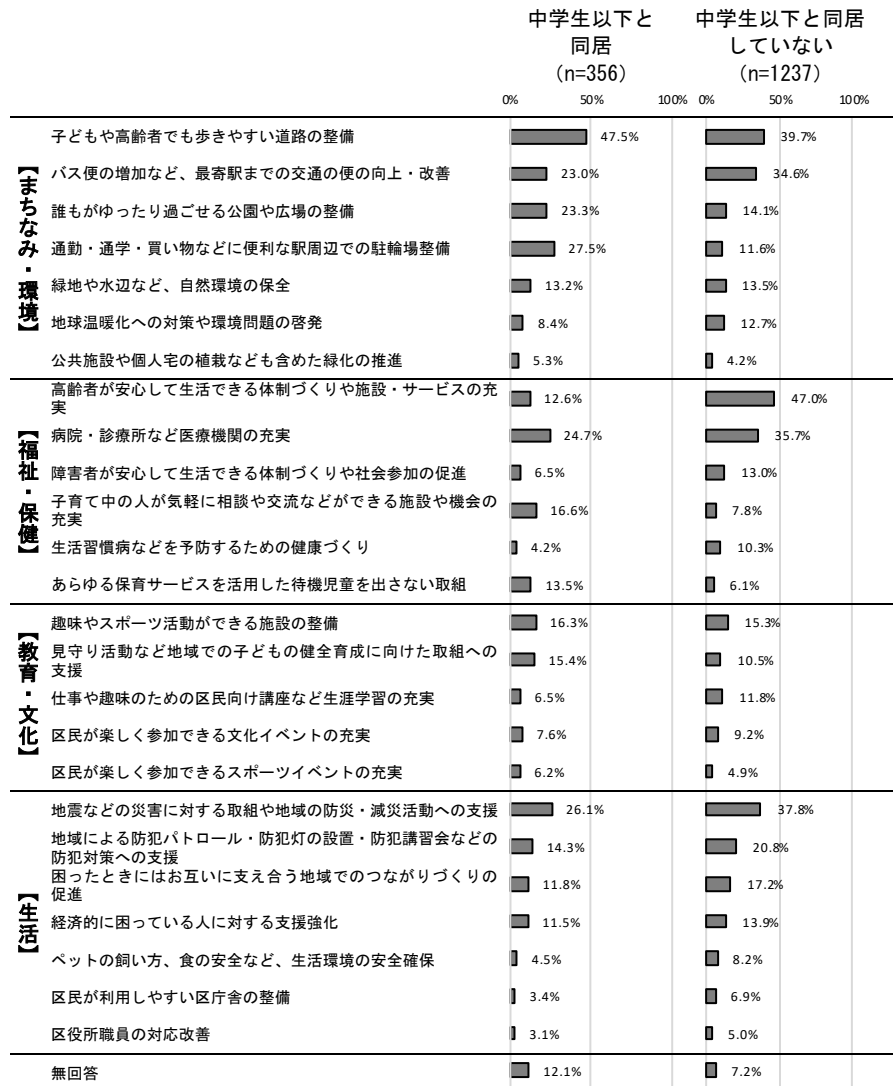 中学生以下と
同居
（n=356）
中学生以下と同居
していない
（n=1237）
0% 50% 100% 0% 50% 100%
【まちなみ・環境】
子どもや高齢者でも歩きやすい道路の整備 47.5% 39.7%
バス便の増加など、最寄駅までの交通の便の向上・改善 23.0% 34.6%
誰もがゆったり過ごせる公園や広場の整備 23.3% 14.1%
通勤・通学・買い物などに便利な駅周辺での駐輪場整備 27.5% 11.6%
緑地や水辺など、自然環境の保全 13.2% 13.5%
地球温暖化への対策や環境問題の啓発 8.4% 12.7%
公共施設や個人宅の植栽なども含めた緑化の推進 5.3% 4.2%
【福祉・保健】
高齢者が安心して生活できる体制づくりや施設・サービスの充
実 12.6% 47.0%
病院・診療所など医療機関の充実 24.7% 35.7%
障害者が安心して生活できる体制づくりや社会参加の促進 6.5% 13.0%
子育て中の人が気軽に相談や交流などができる施設や機会の
充実 16.6% 7.8%
生活習慣病などを予防するための健康づくり 4.2% 10.3%
あらゆる保育サービスを活用した待機児童を出さない取組 13.5% 6.1%
【教育・文化】
趣味やスポーツ活動ができる施設の整備 16.3% 15.3%
見守り活動など地域での子どもの健全育成に向けた取組への
支援 15.4% 10.5%
仕事や趣味のための区民向け講座など生涯学習の充実 6.5% 11.8%
区民が楽しく参加できる文化イベントの充実 7.6% 9.2%
区民が楽しく参加できるスポーツイベントの充実 6.2% 4.9%
【生活】
地震などの災害に対する取組や地域の防災・減災活動への支援 26.1% 37.8%
地域による防犯パトロール・防犯灯の設置・防犯講習会などの
防犯対策への支援 14.3% 20.8%
困ったときにはお互いに支え合う地域でのつながりづくりの
促進 11.8% 17.2%
経済的に困っている人に対する支援強化 11.5% 13.9%
ペットの飼い方、食の安全など、生活環境の安全確保 4.5% 8.2%
区民が利用しやすい区庁舎の整備 3.4% 6.9%
区役所職員の対応改善 3.1% 5.0%
無回答 12.1% 7.2%